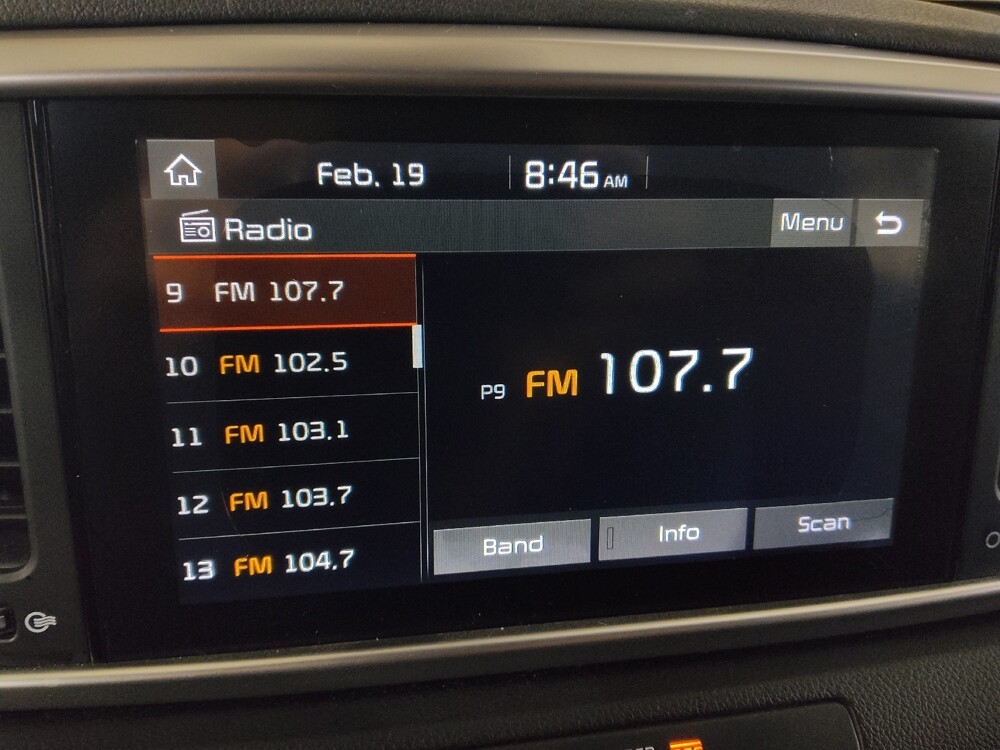 Feb. 19 8:46 AM
Radio Menu
9 FM 107.7
10 FM 102.5
11 FM 103.1
12 FM 103.7
13 FM 104.7
P9 FM 107.7
Band Info Scan